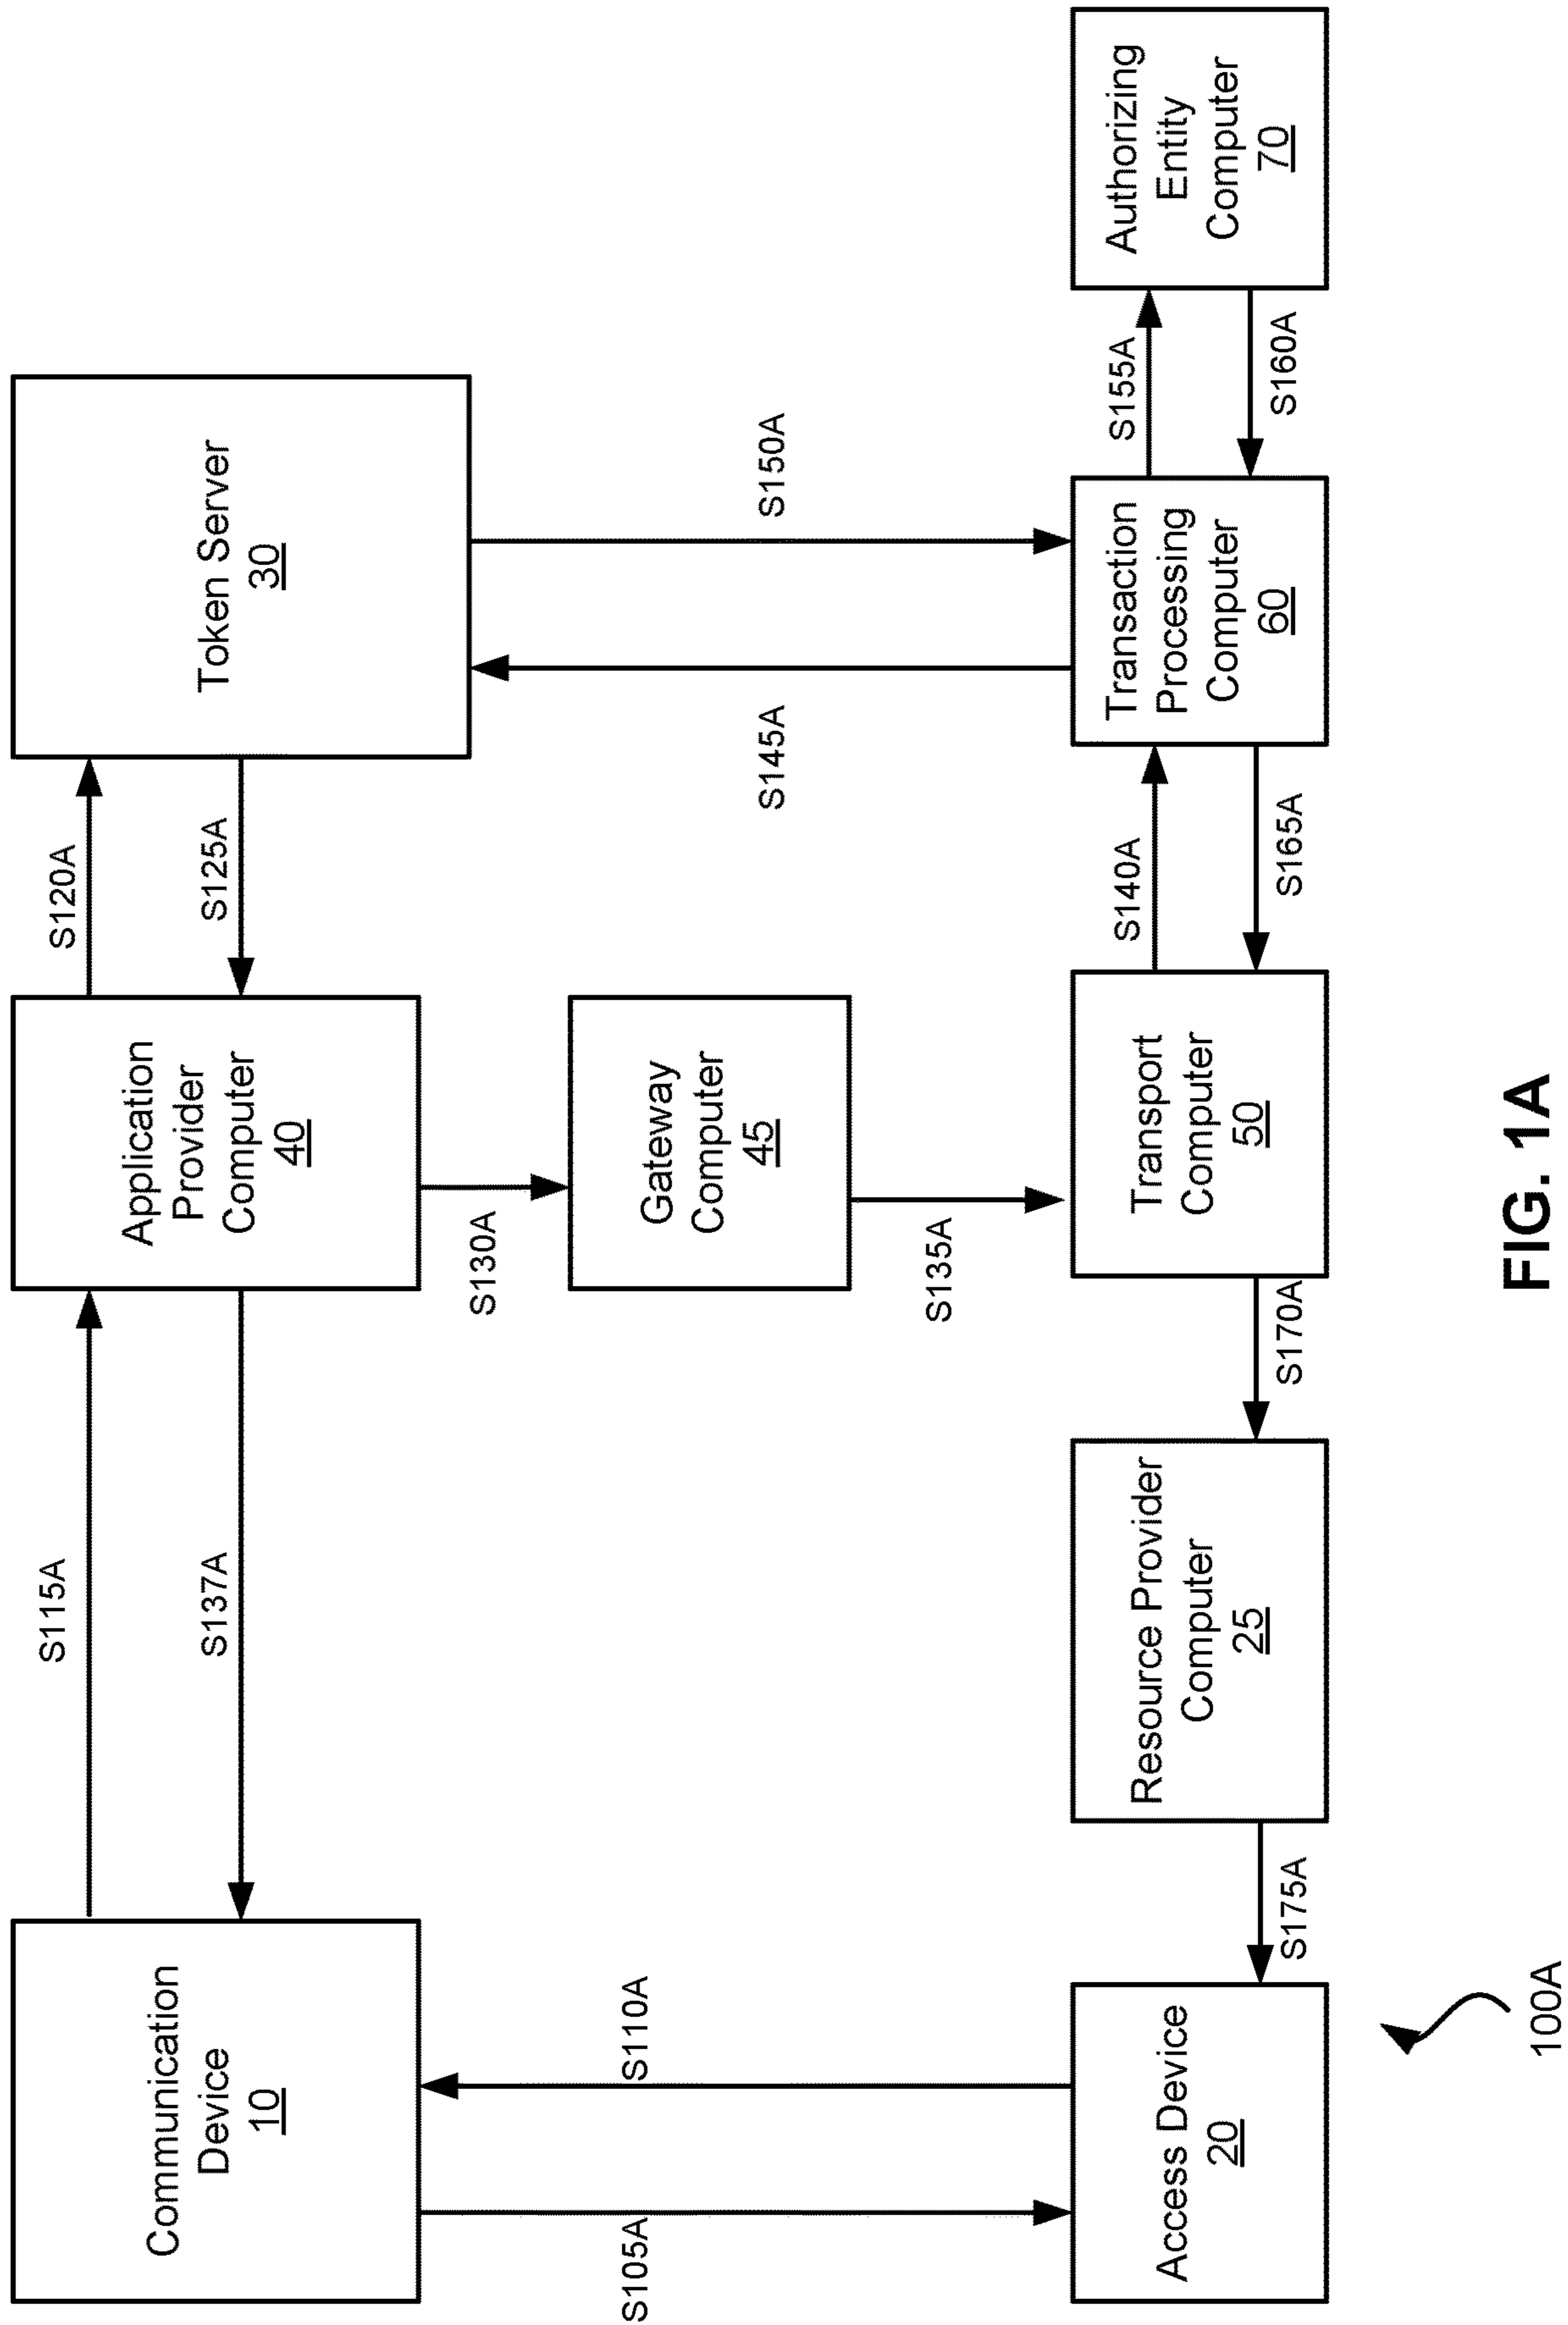 S115A
S137A
S120A
S125A
Communication
Device
10
Application
Provider
Computer
40
Token Server
30
S105A
S110A
S130A
Gateway
Computer
45
S135A
S145A
S150A
Access Device
20
S175A
Resource Provider
Computer
25
S170A
Transport
Computer
50
S140A
S165A
Transaction
Processing
Computer
60
S155A
S160A
Authorizing
Entity
Computer
70
100A
FIG. 1A